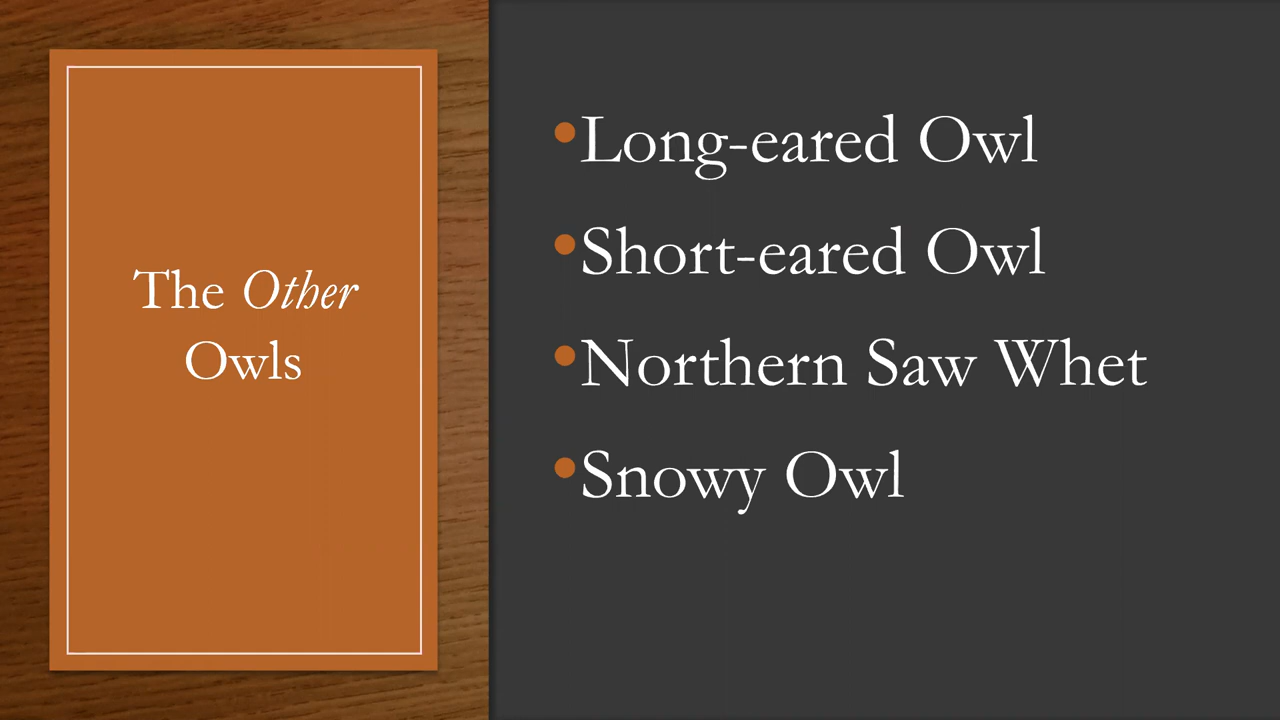 The Other
Owls
•Long-eared Owl
•Short-eared Owl
•Northern Saw Whet
•Snowy Owl